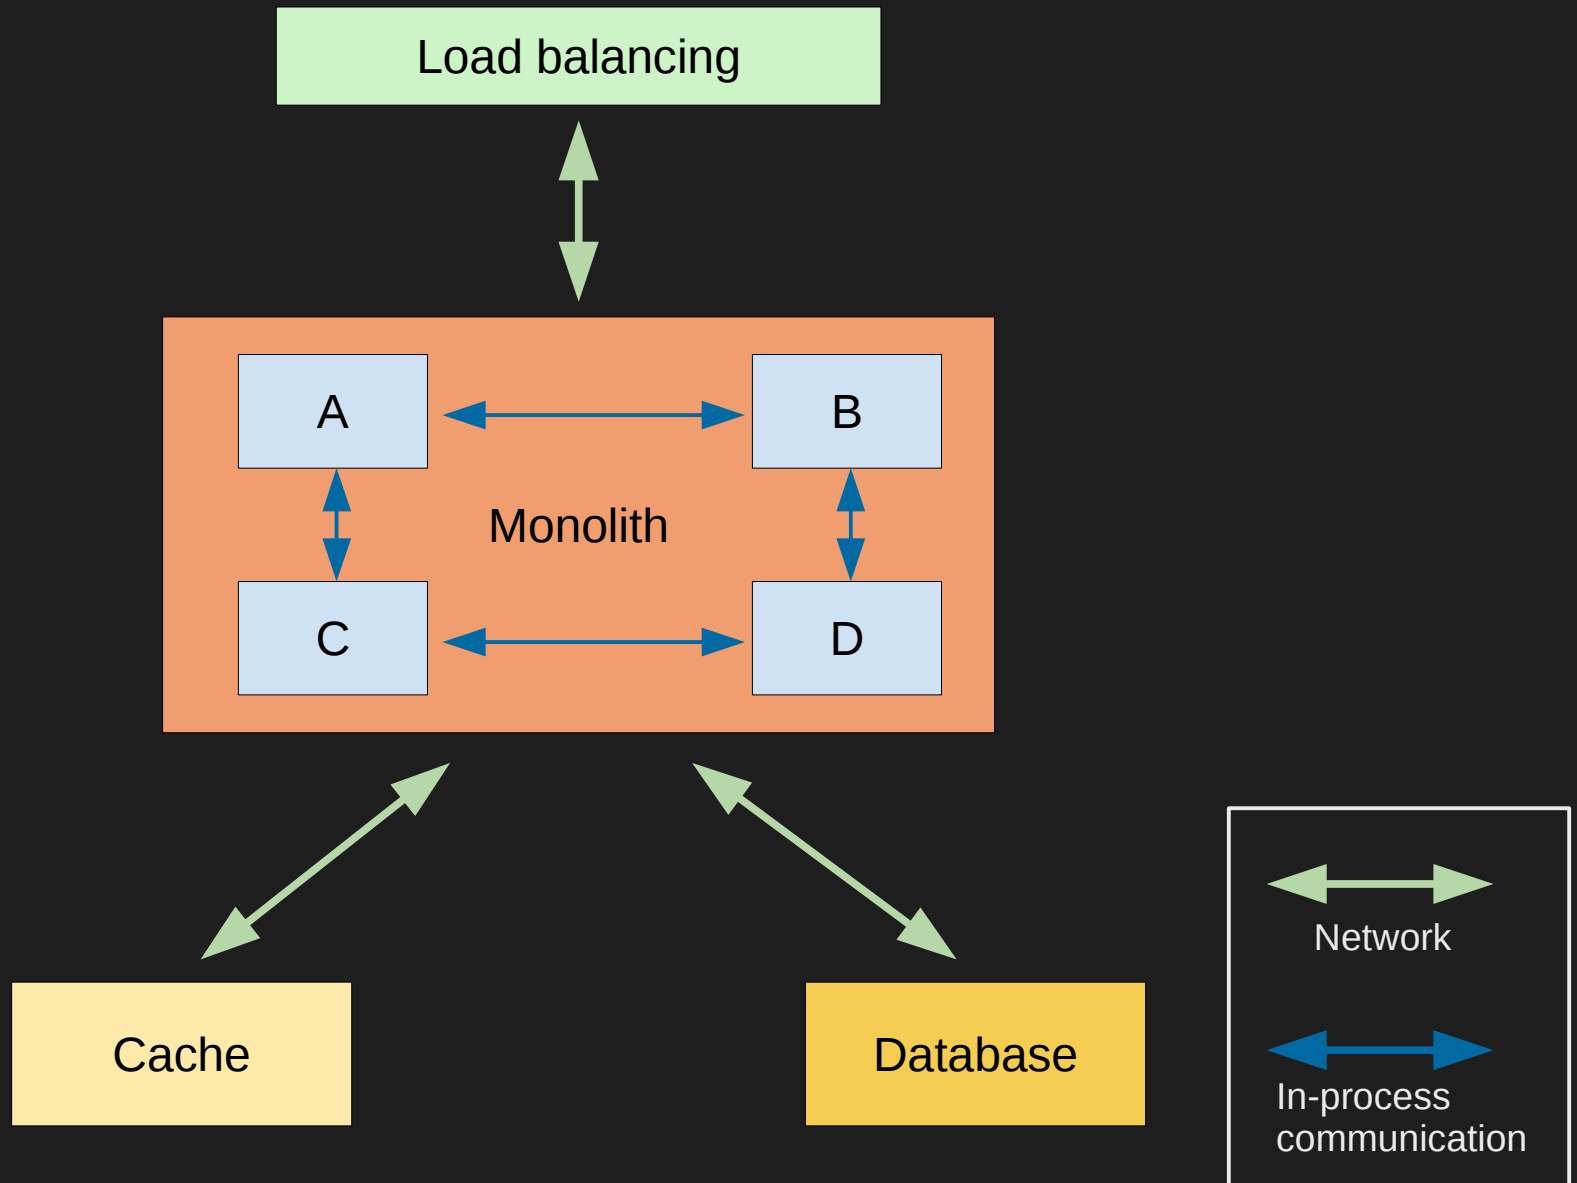 Load balancing
A
B
Monolith
C
D
Cache
Database
Network
In-process
communication